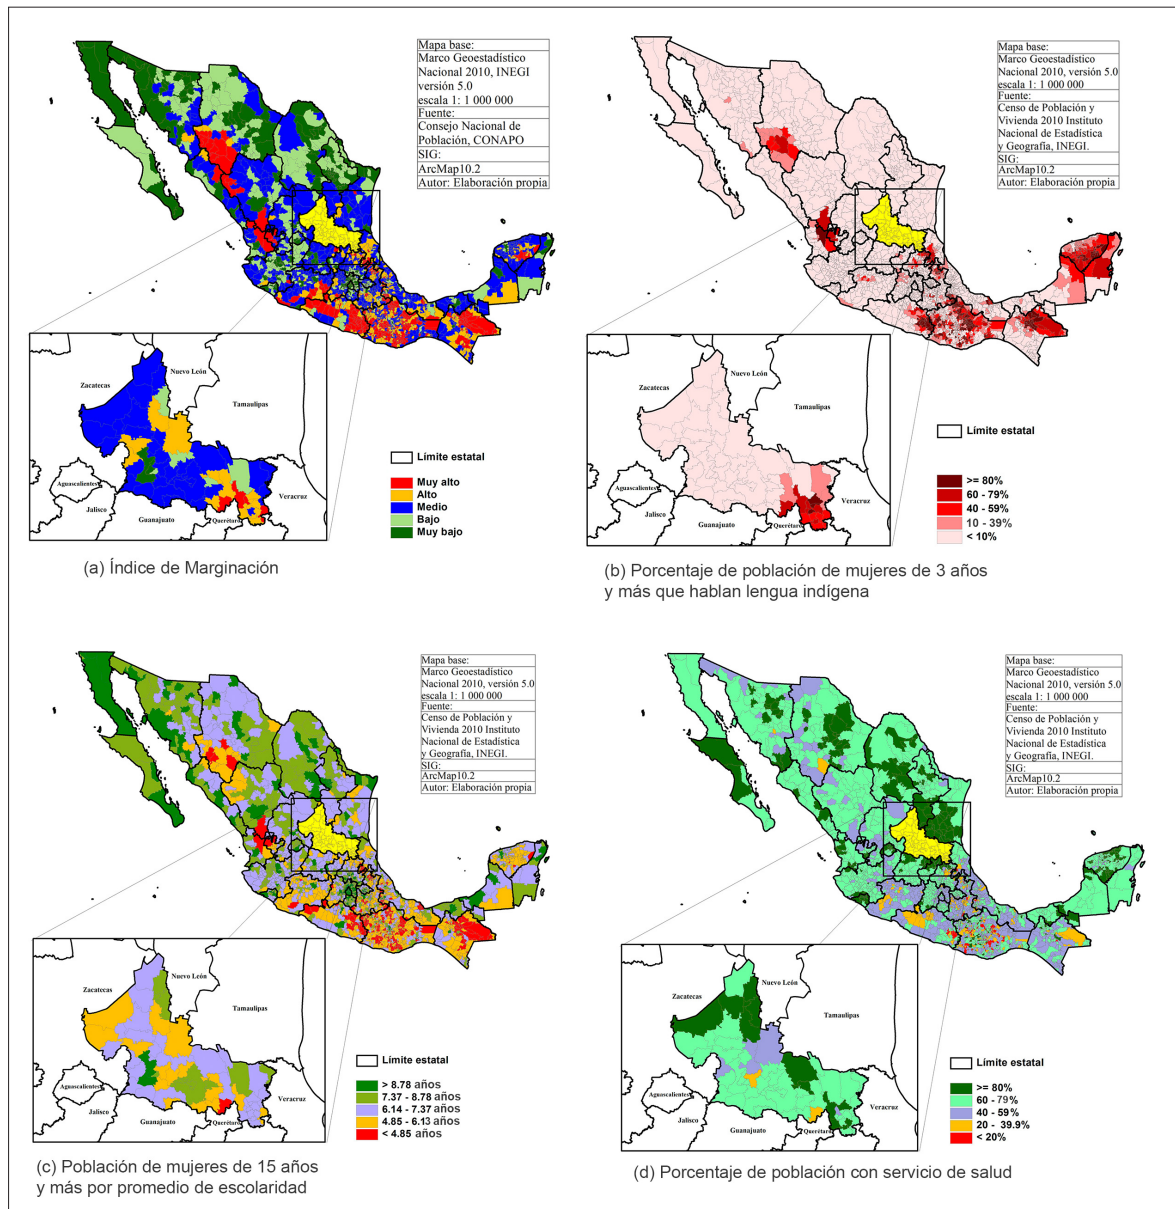 Mapa base:
Marco Geoestadístico
Nacional 2010, INEGI
versión 5.0
escala 1: 1 000 000
Fuente:
Consejo Nacional de
Población, CONAPO
SIG:
ArcMap10.2
Autor: Elaboración propia
Zacatecas
Nuevo León
Tamaulipas
Aguascalientes
Jalisco
Guanajuato
Querétaro
Veracruz
Límite estatal
Muy alto
Alto
Medio
Bajo
Muy bajo
(a) Índice de Marginación
Mapa base:
Marco Geoestadístico
Nacional 2010, versión 5.0
escala 1: 1 000 000
Fuente:
Censo de Población y
Vivienda 2010 Instituto
Nacional de Estadística
y Geografía, INEGI.
SIG:
ArcMap10.2
Autor: Elaboración propia
Zacatecas
Nuevo León
Tamaulipas
Aguascalientes
Jalisco
Guanajuato
Querétaro
Veracruz
Límite estatal
>= 80%
60 - 79%
40 - 59%
10 - 39%
< 10%
(b) Porcentaje de población de mujeres de 3 años
y más que hablan lengua indígena
Mapa base:
Marco Geoestadístico
Nacional 2010, versión 5.0
escala 1: 1 000 000
Fuente:
Censo de Población y
Vivienda 2010 Instituto
Nacional de Estadística
y Geografía, INEGI.
SIG:
ArcMap10.2
Autor: Elaboración propia
Zacatecas
Nuevo León
Tamaulipas
Aguascalientes
Jalisco
Guanajuato
Querétaro
Veracruz
Límite estatal
> 8.78 años
7.37 - 8.78 años
6.14 - 7.37 años
4.85 - 6.13 años
< 4.85 años
(c) Población de mujeres de 15 años
y más por promedio de escolaridad
Mapa base:
Marco Geoestadístico
Nacional 2010, versión 5.0
escala 1: 1 000 000
Fuente:
Censo de Población y
Vivienda 2010 Instituto
Nacional de Estadística
y Geografía, INEGI.
SIG:
ArcMap10.2
Autor: Elaboración propia
Zacatecas
Nuevo León
Tamaulipas
Aguascalientes
Jalisco
Guanajuato
Querétaro
Veracruz
Límite estatal
>= 80%
60 - 79%
40 - 59%
20 - 39.9%
< 20%
(d) Porcentaje de población con servicio de salud